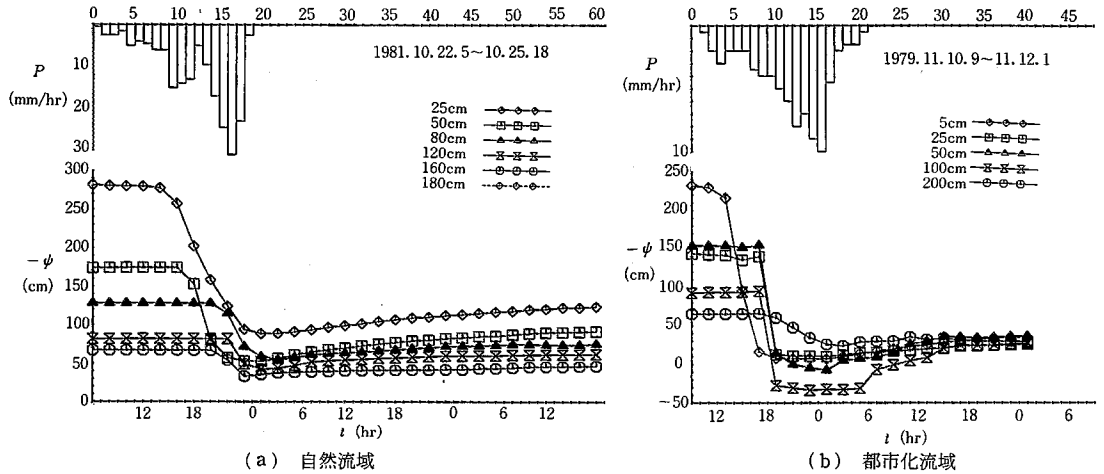 0 5 10 15 20 25 30 35 40 45 50 55 60
1981.10.22.5～10.25.18
P
(mm/hr)
10
20
30
25cm
50cm
80cm
120cm
160cm
180cm
300
250
200
150
100
50
0
－ψ
(cm)
12 18 0 6 12 18 0 6 12
t (hr)
(a) 自然流域
0 5 10 15 20 25 30 35 40 45
1979.11.10.9～11.12.1
P
(mm/hr)
10
5cm
25cm
50cm
100cm
200cm
250
200
150
100
50
0
－50
－ψ
(cm)
12 18 0 6 12 18 0 6
t (hr)
(b) 都市化流域